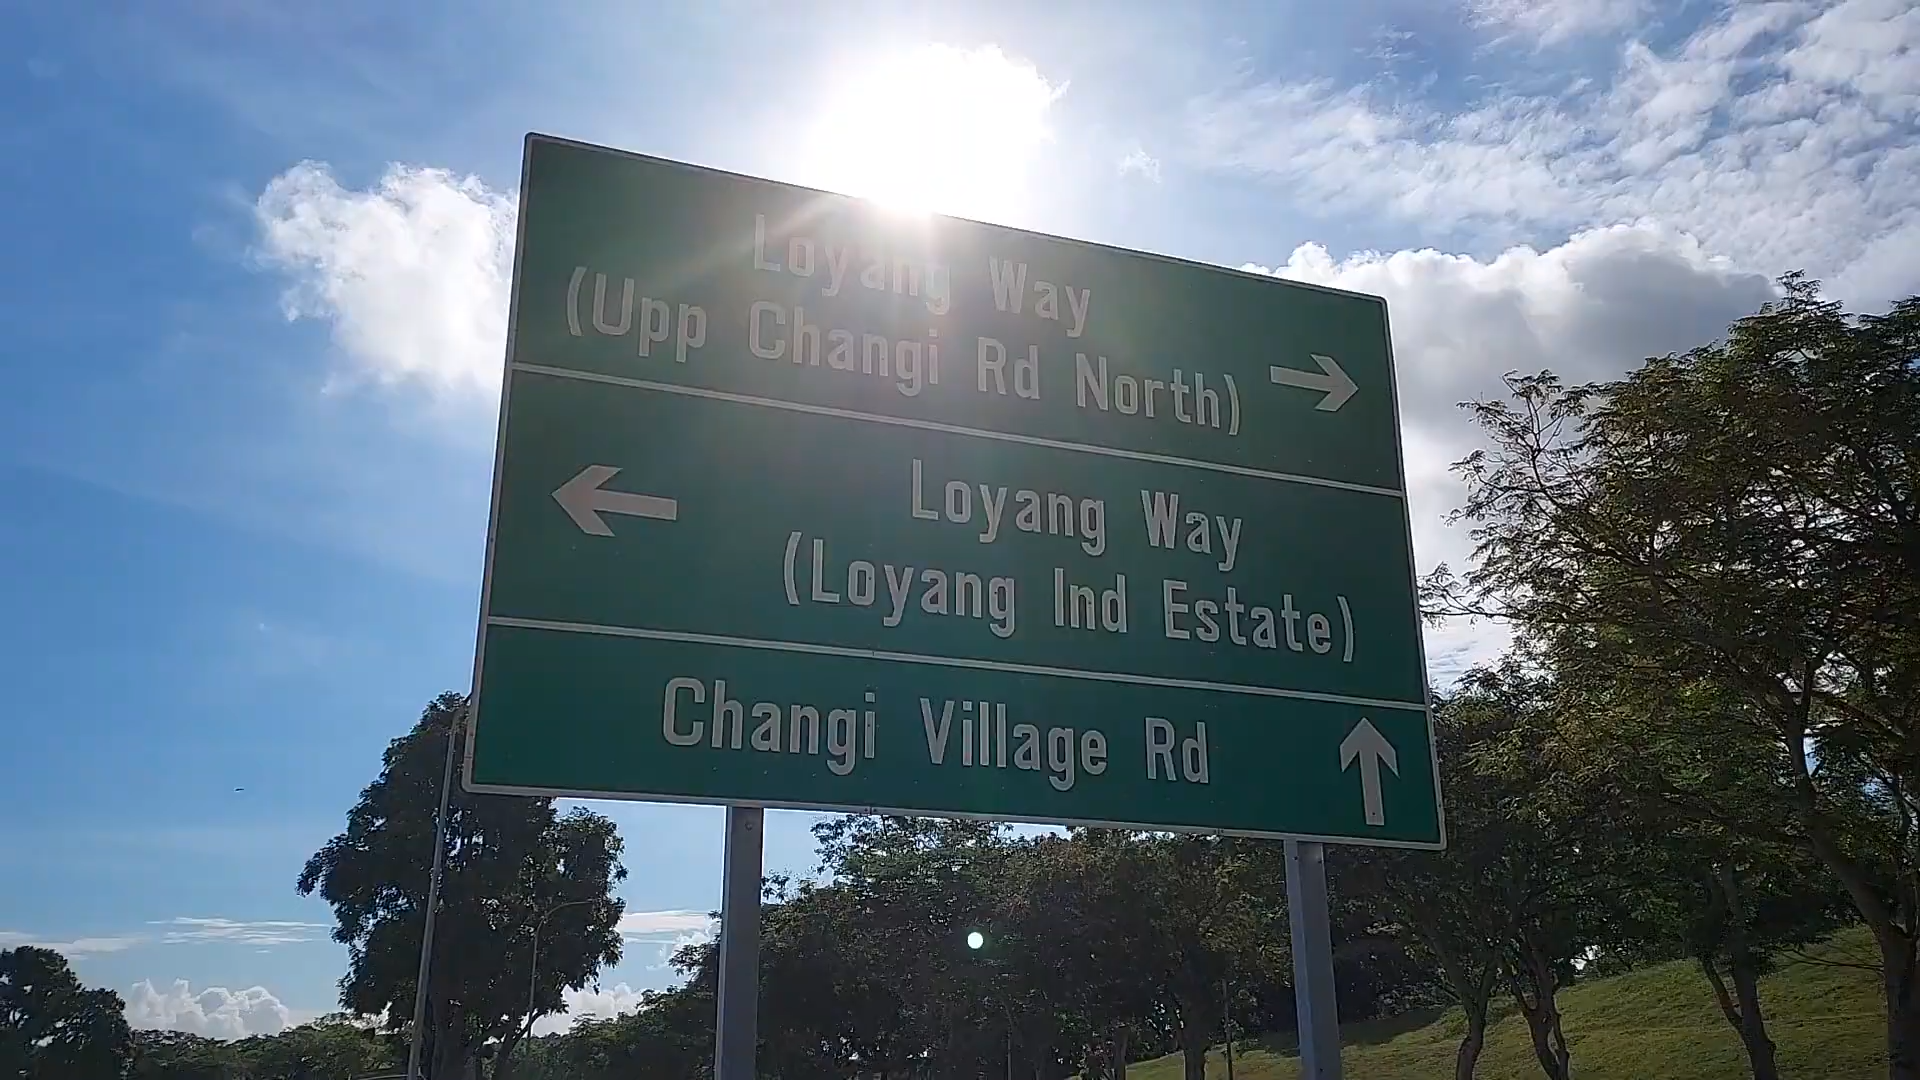 Loyang Way
(Upp Changi Rd North)
Loyang Way
(Loyang Ind Estate)
Changi Village Rd